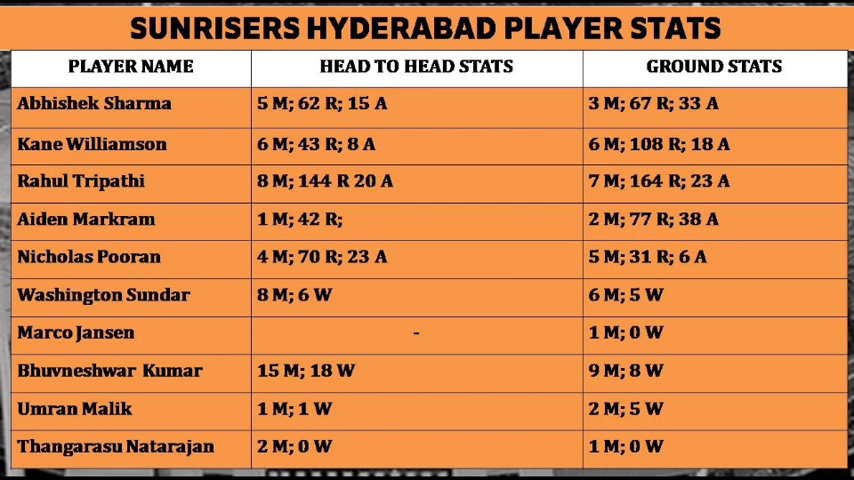 SUNRISERS HYDERABAD PLAYER STATS
PLAYER NAME HEAD TO HEAD STATS GROUND STATS
Abhishek Sharma 5 M; 62 R; 15 A 3 M; 67 R; 33 A
Kane Williamson 6 M; 43 R; 8 A 6 M; 108 R; 18 A
Rahul Tripathi 8 M; 144 R 20 A 7 M; 164 R; 23 A
Aiden Markram 1 M; 42 R; 2 M; 77 R; 38 A
Nicholas Pooran 4 M; 70 R; 23 A 5 M; 31 R; 6 A
Washington Sundar 8 M; 6 W 6 M; 5 W
Marco Jansen - 1 M; 0 W
Bhuvneshwar Kumar 15 M; 18 W 9 M; 8 W
Umran Malik 1 M; 1 W 2 M; 5 W
Thangarasu Natarajan 2 M; 0 W 1 M; 0 W